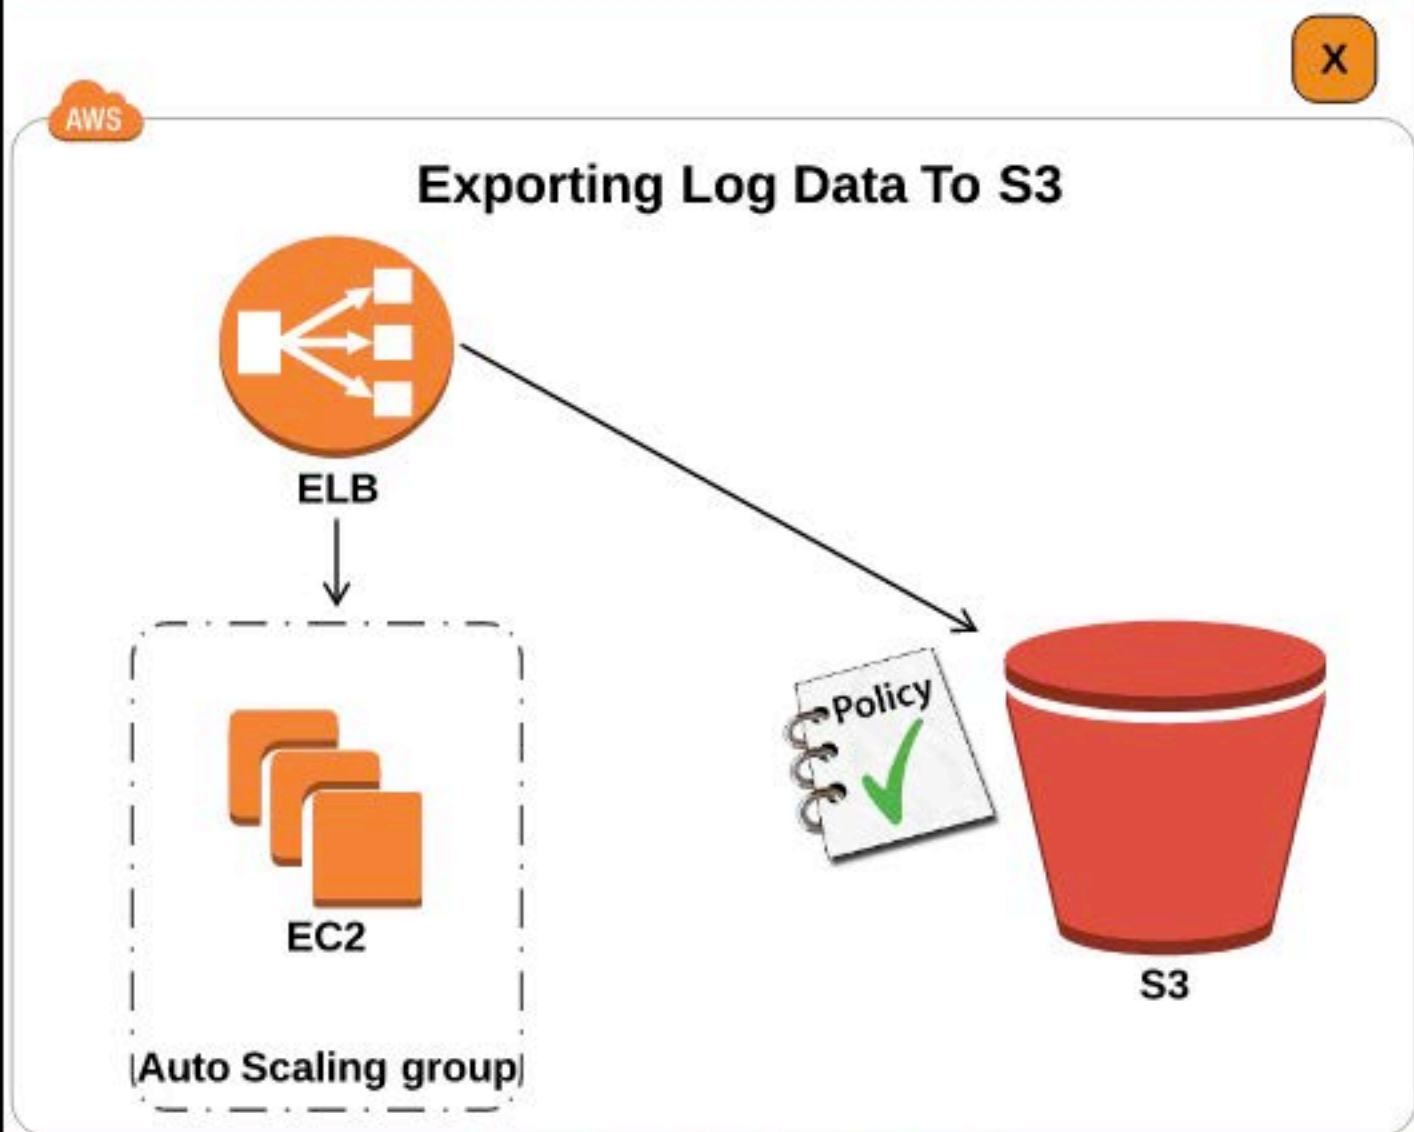 X
AWS
Exporting Log Data To S3
ELB
Policy
EC2
S3
Auto Scaling group